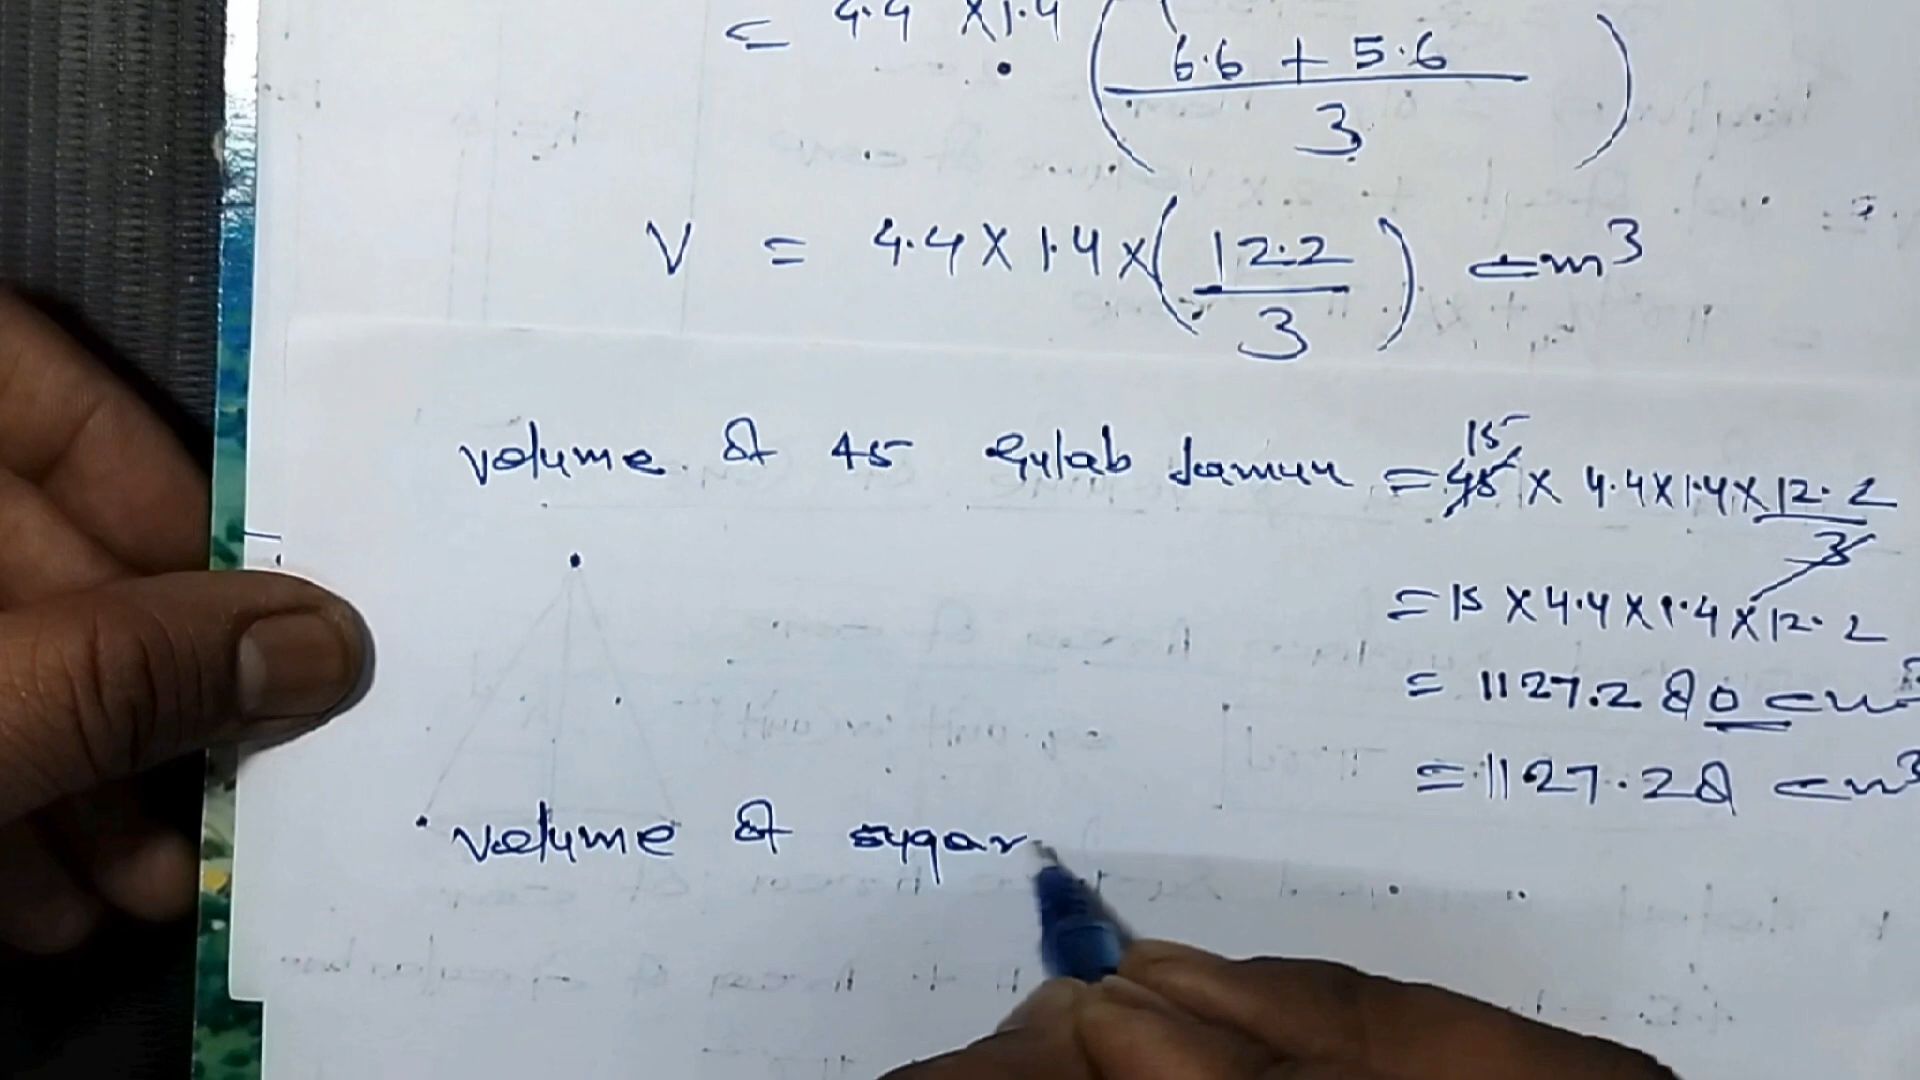 = 4.4 × 1.4 ( 6.6 + 5.6 / 3 )
V = 4.4 × 1.4 × ( 12.2 / 3 ) cm³
volume of 45 Gulab Jamun = 45 15 × 4.4 × 1.4 × 12.2 / 3
= 15 × 4.4 × 1.4 × 12.2
= 1127.280 cm³
= 1127.28 cm³
volume of sugar